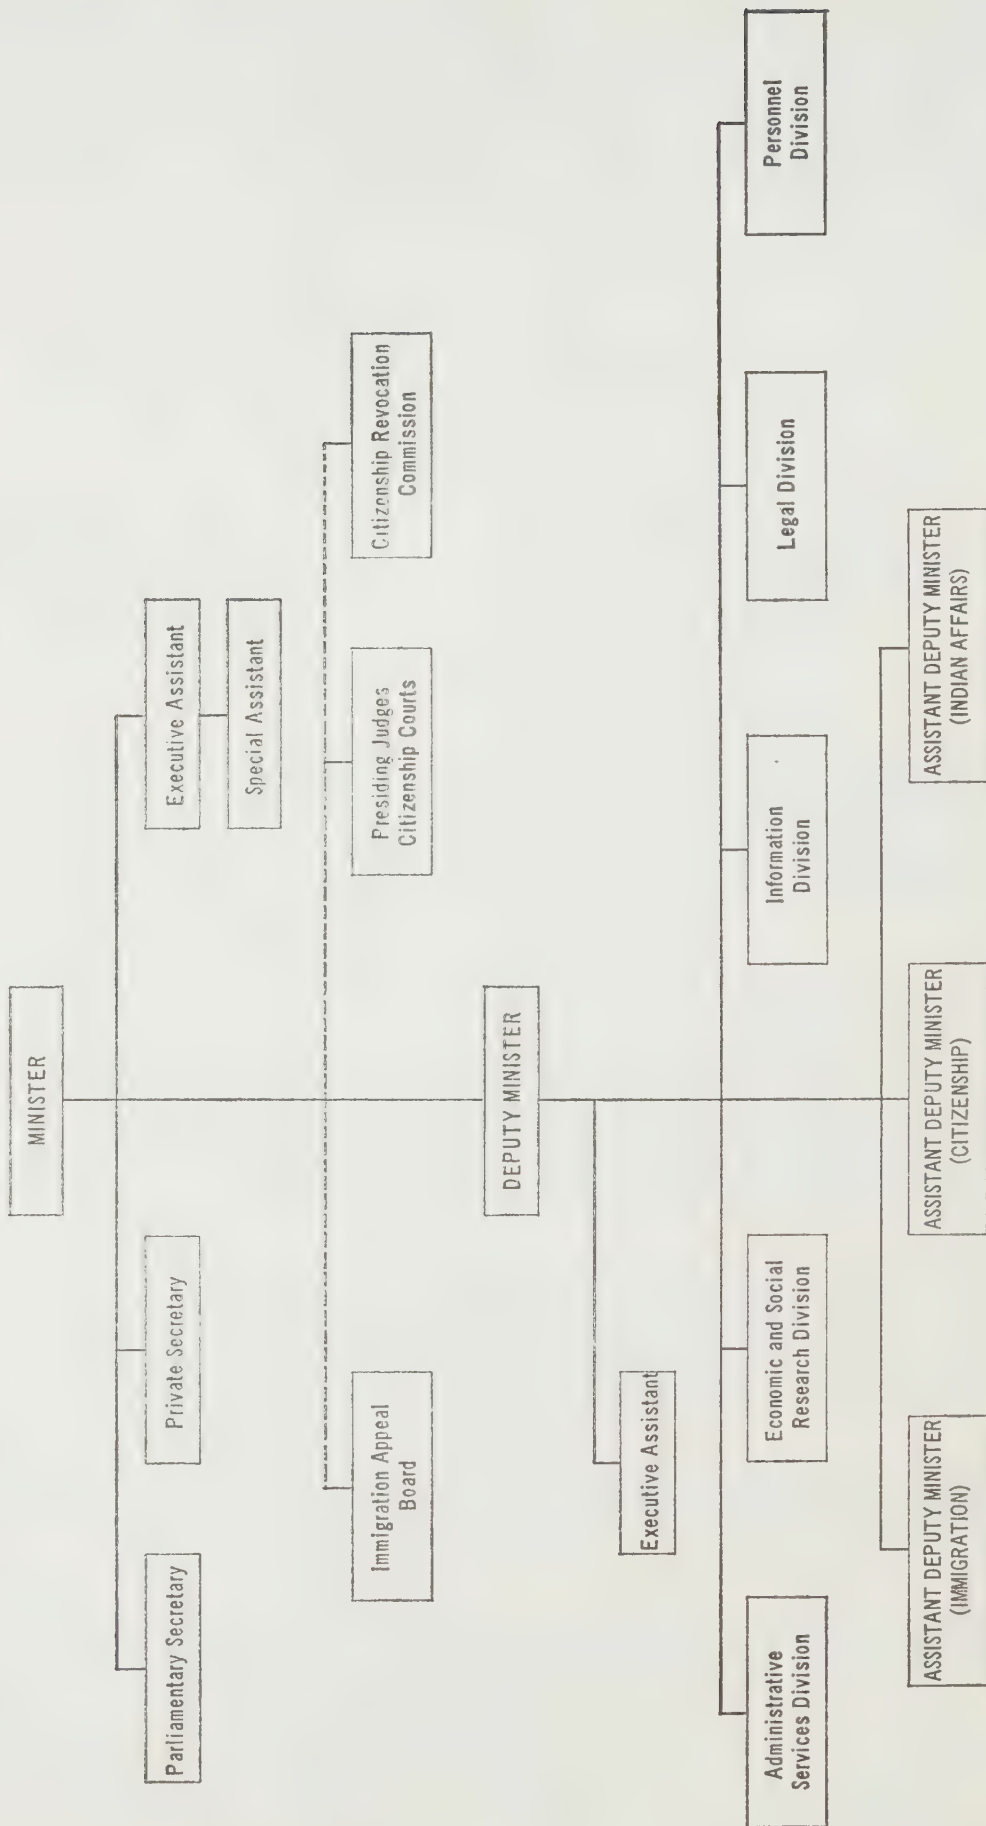 MINISTER
Parliamentary Secretary
Private Secretary
Executive Assistant
Special Assistant
Immigration Appeal
Board
Presiding Judges
Citizenship Courts
Citizenship Revocation
Commission
DEPUTY MINISTER
Executive Assistant
Administrative
Services Division
Economic and Social
Research Division
Information
Division
Legal Division
Personnel
Division
ASSISTANT DEPUTY MINISTER
(IMMIGRATION)
ASSISTANT DEPUTY MINISTER
(CITIZENSHIP)
ASSISTANT DEPUTY MINISTER
(INDIAN AFFAIRS)